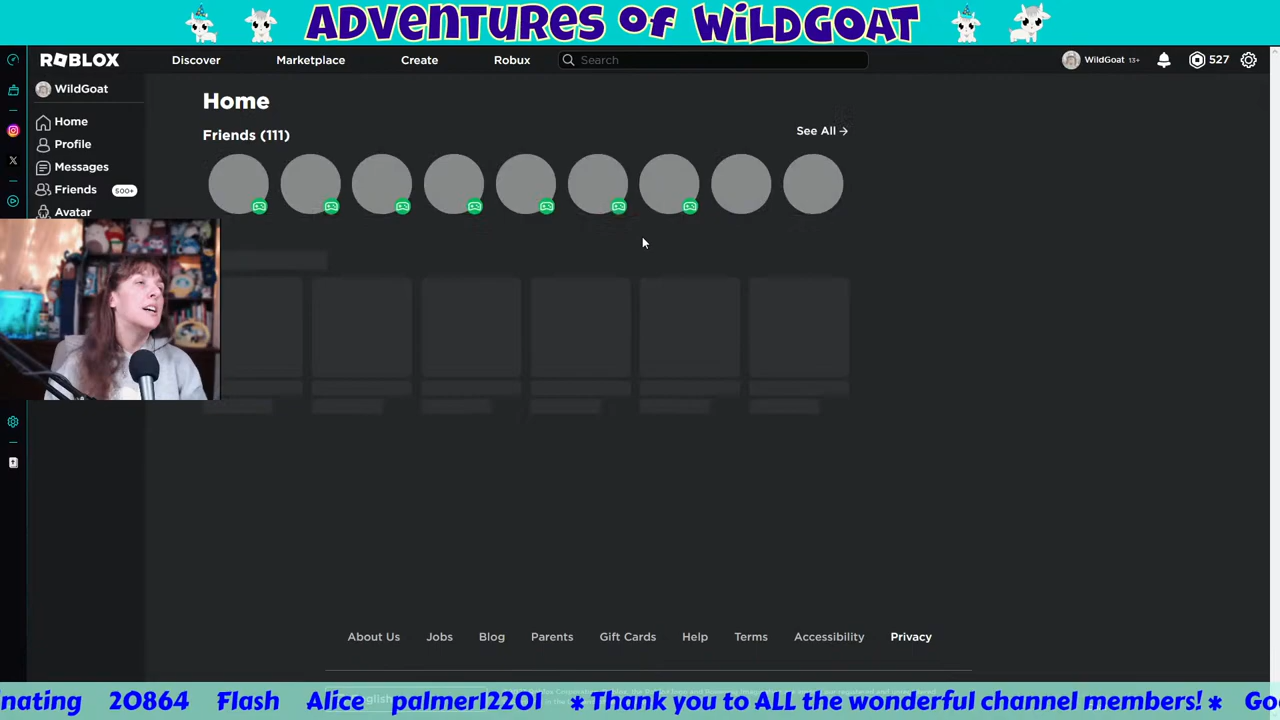 ADVENTURES OF WiLDGOAT
ROBLOX Discover Marketplace Create Robux Search WildGoat 13+ 527
WildGoat
Home
Profile
Messages
Friends 500+
Avatar
Home
Friends (111) See All →
About Us Jobs Blog Parents Gift Cards Help Terms Accessibility Privacy
English
nating 20864 Flash Alice palmer12201 * Thank you to ALL the wonderful channel members! * Go